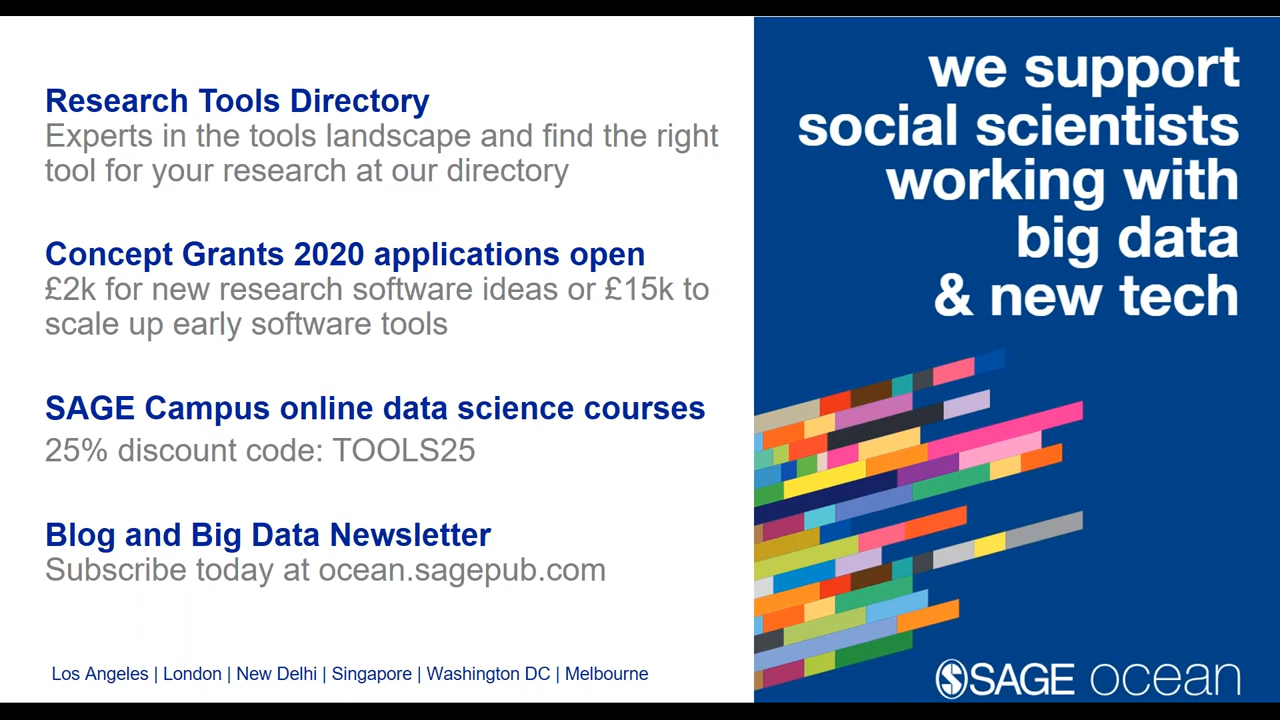 Research Tools Directory
Experts in the tools landscape and find the right
tool for your research at our directory
Concept Grants 2020 applications open
£2k for new research software ideas or £15k to
scale up early software tools
SAGE Campus online data science courses
25% discount code: TOOLS25
Blog and Big Data Newsletter
Subscribe today at ocean.sagepub.com
Los Angeles | London | New Delhi | Singapore | Washington DC | Melbourne
we support
social scientists
working with
big data
& new tech
SAGE ocean